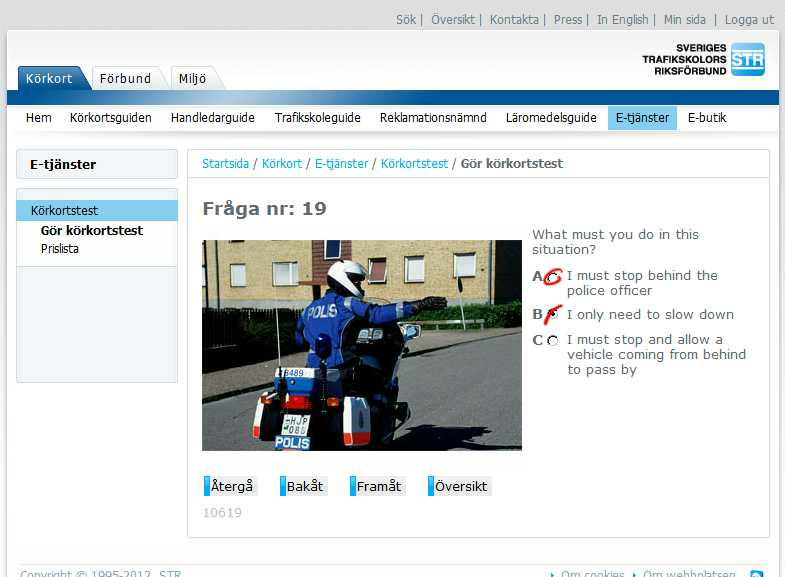 Sök | Översikt | Kontakta | Press | In English | Min sida | Logga ut
SVERIGES
TRAFIKSKOLORS
RIKSFÖRBUND
STR
Körkort Förbund Miljö
Hem Körkortsguiden Handledarguide Trafikskoleguide Reklamationsnämnd Läromedelsguide E-tjänster E-butik
E-tjänster
Körkortstest
Gör körkortstest
Prislista
Startsida / Körkort / E-tjänster / Körkortstest / Gör körkortstest
Fråga nr: 19
POLIS
8489
HJP
088
POLIS
What must you do in this
situation?
A I must stop behind the
police officer
B I only need to slow down
C I must stop and allow a
vehicle coming from behind
to pass by
Återgå Bakåt Framåt Översikt
10619
Copyright © 1995-2012, STR Om cookies Om webbplatsen